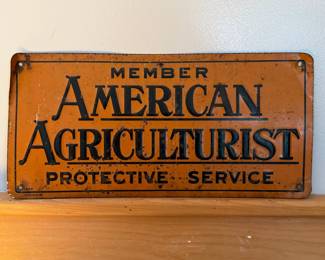 MEMBER
AMERICAN
AGRICULTURIST
PROTECTIVE SERVICE